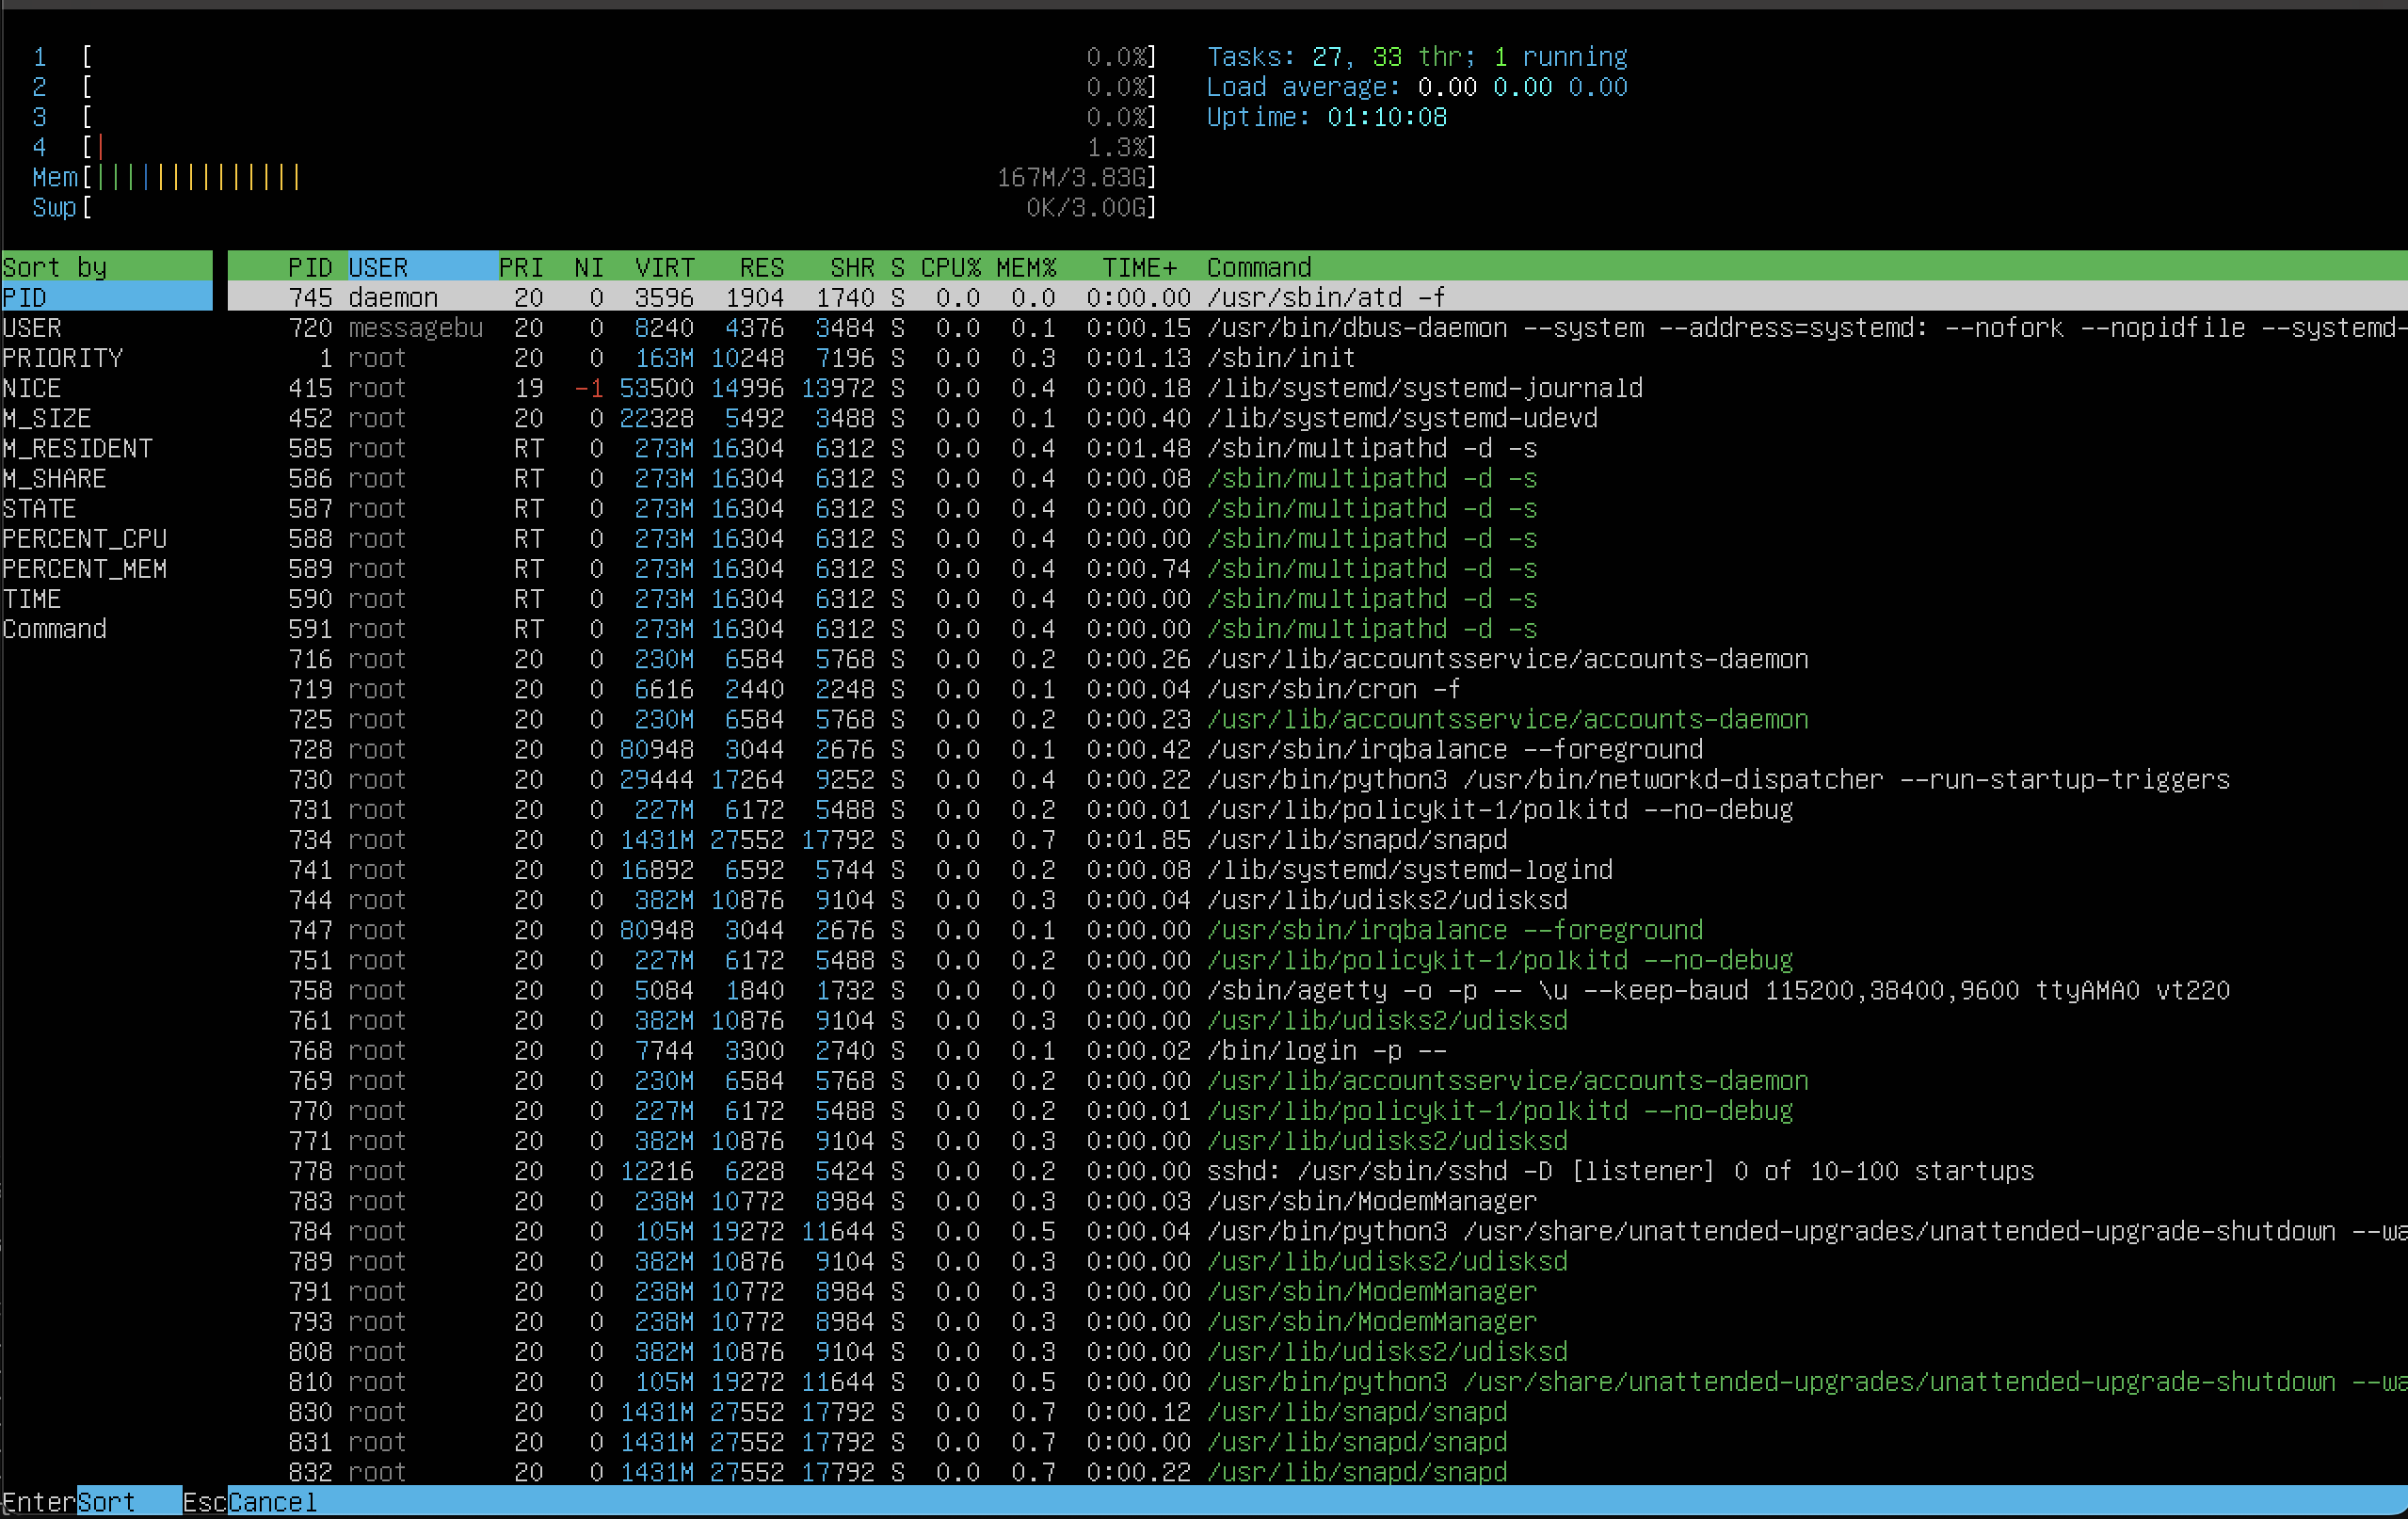 1 [ 0.0%] Tasks: 27, 33 thr; 1 running
2 [ 0.0%] Load average: 0.00 0.00 0.00
3 [ 0.0%] Uptime: 01:10:08
4 [| 1.3%]
Mem[|||||||||||||| 167M/3.83G]
Swp[ 0K/3.00G]
Sort by PID USER PRI NI VIRT RES SHR S CPU% MEM% TIME+ Command
PID 745 daemon 20 0 3596 1904 1740 S 0.0 0.0 0:00.00 /usr/sbin/atd -f
USER 720 messagebu 20 0 8240 4376 3484 S 0.0 0.1 0:00.15 /usr/bin/dbus-daemon --system --address=systemd: --nofork --nopidfile --systemd-
PRIORITY 1 root 20 0 163M 10248 7196 S 0.0 0.3 0:01.13 /sbin/init
NICE 415 root 19 -1 53500 14996 13972 S 0.0 0.4 0:00.18 /lib/systemd/systemd-journald
M_SIZE 452 root 20 0 22328 5492 3488 S 0.0 0.1 0:00.40 /lib/systemd/systemd-udevd
M_RESIDENT 585 root RT 0 273M 16304 6312 S 0.0 0.4 0:01.48 /sbin/multipathd -d -s
M_SHARE 586 root RT 0 273M 16304 6312 S 0.0 0.4 0:00.08 /sbin/multipathd -d -s
STATE 587 root RT 0 273M 16304 6312 S 0.0 0.4 0:00.00 /sbin/multipathd -d -s
PERCENT_CPU 588 root RT 0 273M 16304 6312 S 0.0 0.4 0:00.00 /sbin/multipathd -d -s
PERCENT_MEM 589 root RT 0 273M 16304 6312 S 0.0 0.4 0:00.74 /sbin/multipathd -d -s
TIME 590 root RT 0 273M 16304 6312 S 0.0 0.4 0:00.00 /sbin/multipathd -d -s
Command 591 root RT 0 273M 16304 6312 S 0.0 0.4 0:00.00 /sbin/multipathd -d -s
716 root 20 0 230M 6584 5768 S 0.0 0.2 0:00.26 /usr/lib/accountsservice/accounts-daemon
719 root 20 0 6616 2440 2248 S 0.0 0.1 0:00.04 /usr/sbin/cron -f
725 root 20 0 230M 6584 5768 S 0.0 0.2 0:00.23 /usr/lib/accountsservice/accounts-daemon
728 root 20 0 80948 3044 2676 S 0.0 0.1 0:00.42 /usr/sbin/irqbalance --foreground
730 root 20 0 29444 17264 9252 S 0.0 0.4 0:00.22 /usr/bin/python3 /usr/bin/networkd-dispatcher --run-startup-triggers
731 root 20 0 227M 6172 5488 S 0.0 0.2 0:00.01 /usr/lib/policykit-1/polkitd --no-debug
734 root 20 0 1431M 27552 17792 S 0.0 0.7 0:01.85 /usr/lib/snapd/snapd
741 root 20 0 16892 6592 5744 S 0.0 0.2 0:00.08 /lib/systemd/systemd-logind
744 root 20 0 382M 10876 9104 S 0.0 0.3 0:00.04 /usr/lib/udisks2/udisksd
747 root 20 0 80948 3044 2676 S 0.0 0.1 0:00.00 /usr/sbin/irqbalance --foreground
751 root 20 0 227M 6172 5488 S 0.0 0.2 0:00.00 /usr/lib/policykit-1/polkitd --no-debug
758 root 20 0 5084 1840 1732 S 0.0 0.0 0:00.00 /sbin/agetty -o -p -- \u --keep-baud 115200,38400,9600 ttyAMA0 vt220
761 root 20 0 382M 10876 9104 S 0.0 0.3 0:00.00 /usr/lib/udisks2/udisksd
768 root 20 0 7744 3300 2740 S 0.0 0.1 0:00.02 /bin/login -p --
769 root 20 0 230M 6584 5768 S 0.0 0.2 0:00.00 /usr/lib/accountsservice/accounts-daemon
770 root 20 0 227M 6172 5488 S 0.0 0.2 0:00.01 /usr/lib/policykit-1/polkitd --no-debug
771 root 20 0 382M 10876 9104 S 0.0 0.3 0:00.00 /usr/lib/udisks2/udisksd
778 root 20 0 12216 6228 5424 S 0.0 0.2 0:00.00 sshd: /usr/sbin/sshd -D [listener] 0 of 10-100 startups
783 root 20 0 238M 10772 8984 S 0.0 0.3 0:00.03 /usr/sbin/ModemManager
784 root 20 0 105M 19272 11644 S 0.0 0.5 0:00.04 /usr/bin/python3 /usr/share/unattended-upgrades/unattended-upgrade-shutdown --wa
789 root 20 0 382M 10876 9104 S 0.0 0.3 0:00.00 /usr/lib/udisks2/udisksd
791 root 20 0 238M 10772 8984 S 0.0 0.3 0:00.00 /usr/sbin/ModemManager
793 root 20 0 238M 10772 8984 S 0.0 0.3 0:00.00 /usr/sbin/ModemManager
808 root 20 0 382M 10876 9104 S 0.0 0.3 0:00.00 /usr/lib/udisks2/udisksd
810 root 20 0 105M 19272 11644 S 0.0 0.5 0:00.00 /usr/bin/python3 /usr/share/unattended-upgrades/unattended-upgrade-shutdown --wa
830 root 20 0 1431M 27552 17792 S 0.0 0.7 0:00.12 /usr/lib/snapd/snapd
831 root 20 0 1431M 27552 17792 S 0.0 0.7 0:00.00 /usr/lib/snapd/snapd
832 root 20 0 1431M 27552 17792 S 0.0 0.7 0:00.22 /usr/lib/snapd/snapd
EnterSort EscCancel